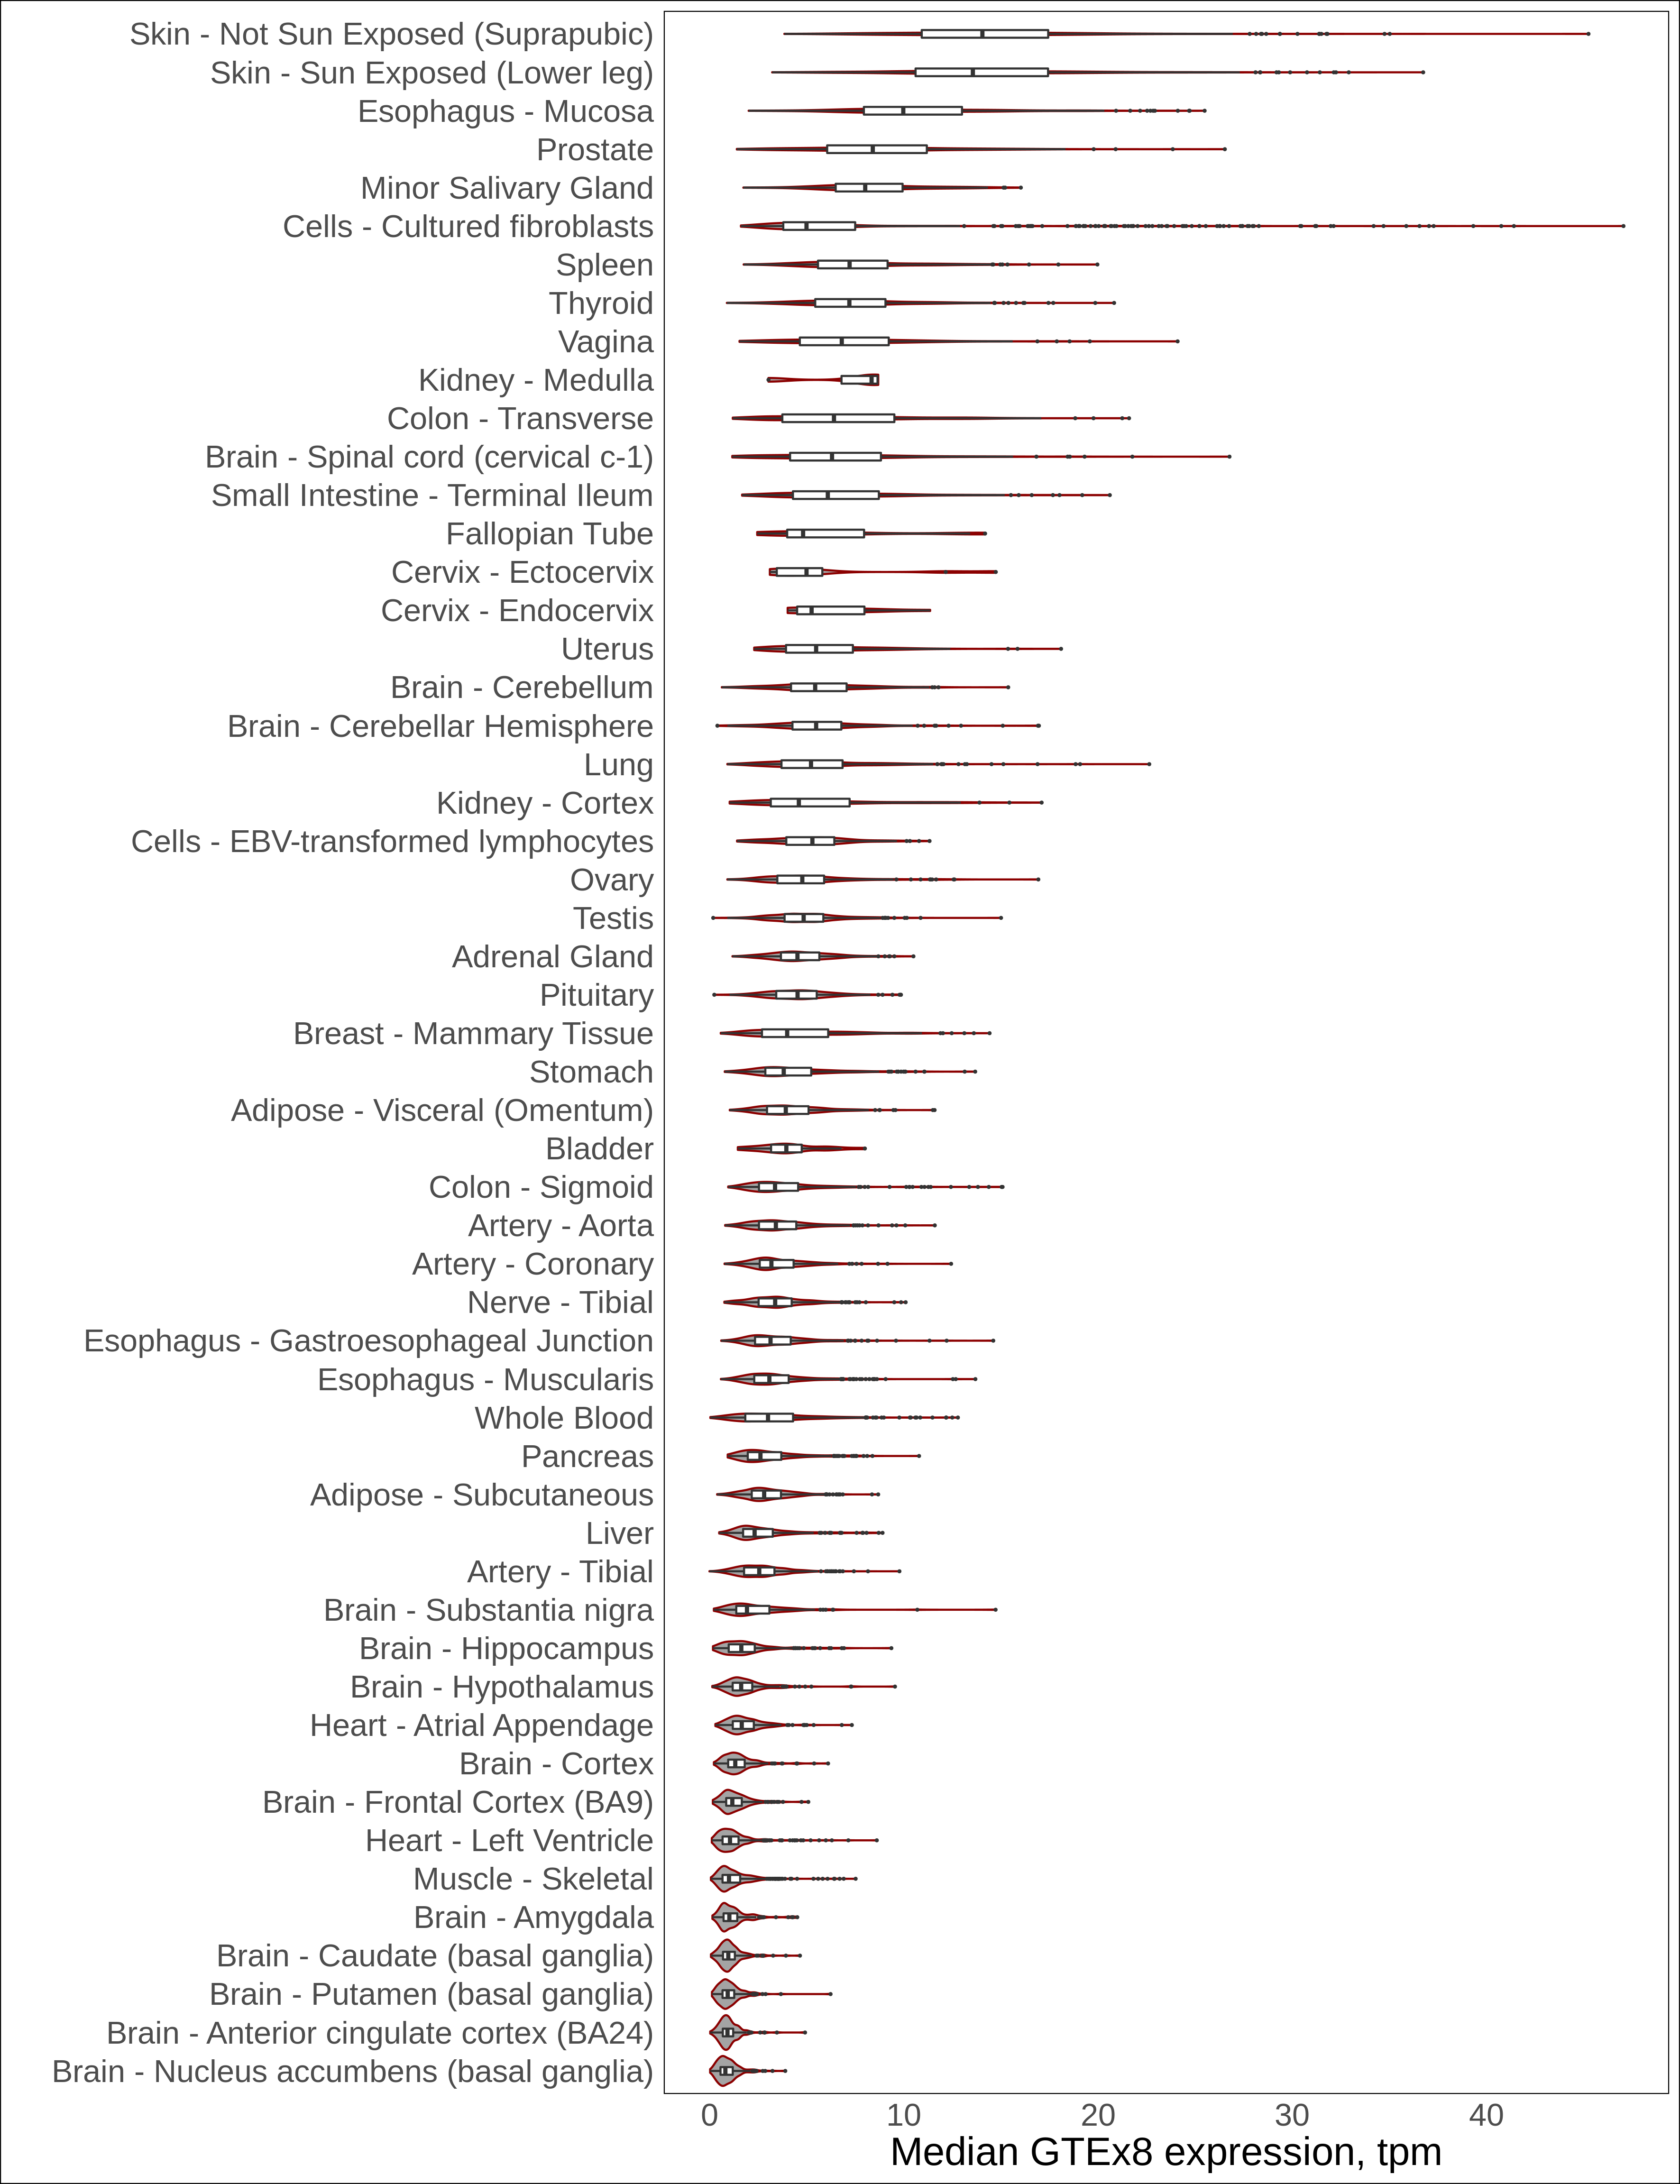 Skin - Not Sun Exposed (Suprapubic)
Skin - Sun Exposed (Lower leg)
Esophagus - Mucosa
Prostate
Minor Salivary Gland
Cells - Cultured fibroblasts
Spleen
Thyroid
Vagina
Kidney - Medulla
Colon - Transverse
Brain - Spinal cord (cervical c-1)
Small Intestine - Terminal Ileum
Fallopian Tube
Cervix - Ectocervix
Cervix - Endocervix
Uterus
Brain - Cerebellum
Brain - Cerebellar Hemisphere
Lung
Kidney - Cortex
Cells - EBV-transformed lymphocytes
Ovary
Testis
Adrenal Gland
Pituitary
Breast - Mammary Tissue
Stomach
Adipose - Visceral (Omentum)
Bladder
Colon - Sigmoid
Artery - Aorta
Artery - Coronary
Nerve - Tibial
Esophagus - Gastroesophageal Junction
Esophagus - Muscularis
Whole Blood
Pancreas
Adipose - Subcutaneous
Liver
Artery - Tibial
Brain - Substantia nigra
Brain - Hippocampus
Brain - Hypothalamus
Heart - Atrial Appendage
Brain - Cortex
Brain - Frontal Cortex (BA9)
Heart - Left Ventricle
Muscle - Skeletal
Brain - Amygdala
Brain - Caudate (basal ganglia)
Brain - Putamen (basal ganglia)
Brain - Anterior cingulate cortex (BA24)
Brain - Nucleus accumbens (basal ganglia)
0 10 20 30 40
Median GTEx8 expression, tpm